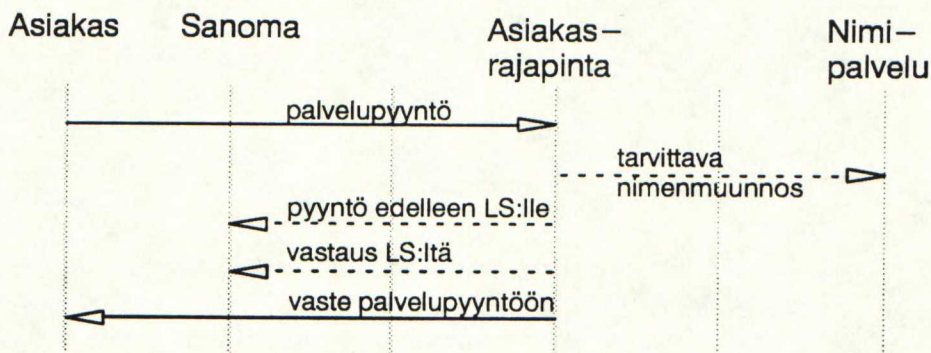 Asiakas Sanoma Asiakas– Nimi–
rajapinta palvelu
palvelupyyntö
tarvittava
nimenmuunnos
pyyntö edelleen LS:lle
vastaus LS:ltä
vaste palvelupyyntöön